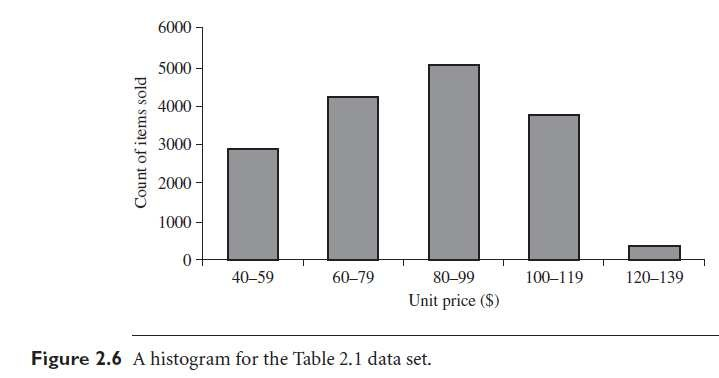 6000
5000
4000
3000
2000
1000
0
Count of items sold
40–59 60–79 80–99 100–119 120–139
Unit price ($)
Figure 2.6 A histogram for the Table 2.1 data set.